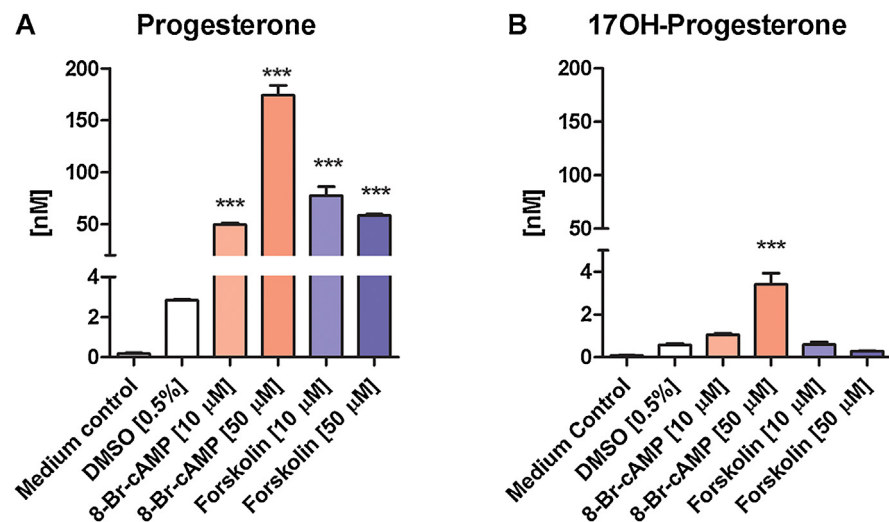 A Progesterone
200
150
100
50
4
2
0
[nM]
***
***
***
***
Medium control
DMSO [0.5%]
8-Br-cAMP [10 µM]
8-Br-cAMP [50 µM]
Forskolin [10 µM]
Forskolin [50 µM]
B 17OH-Progesterone
200
150
100
50
4
2
0
[nM]
***
Medium Control
DMSO [0.5%]
8-Br-cAMP [10 µM]
8-Br-cAMP [50 µM]
Forskolin [10 µM]
Forskolin [50 µM]